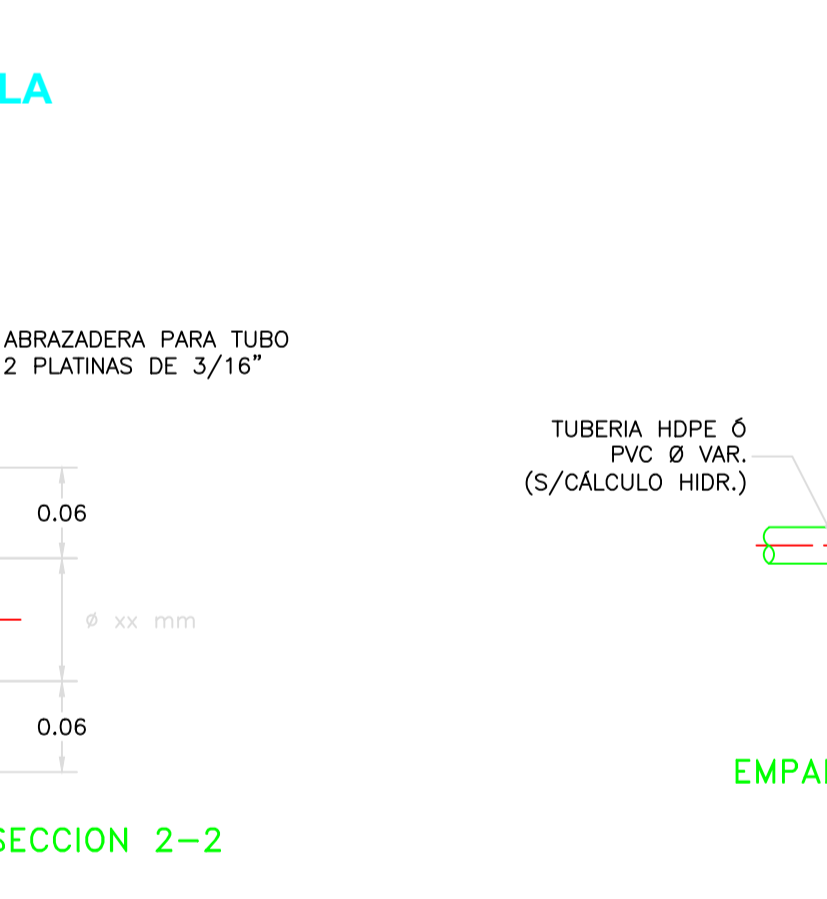 LA
ABRAZADERA PARA TUBO
2 PLATINAS DE 3/16"
TUBERIA HDPE Ó
PVC Ø VAR.
(S/CÁLCULO HIDR.)
0.06
Ø xx mm
0.06
SECCION 2-2